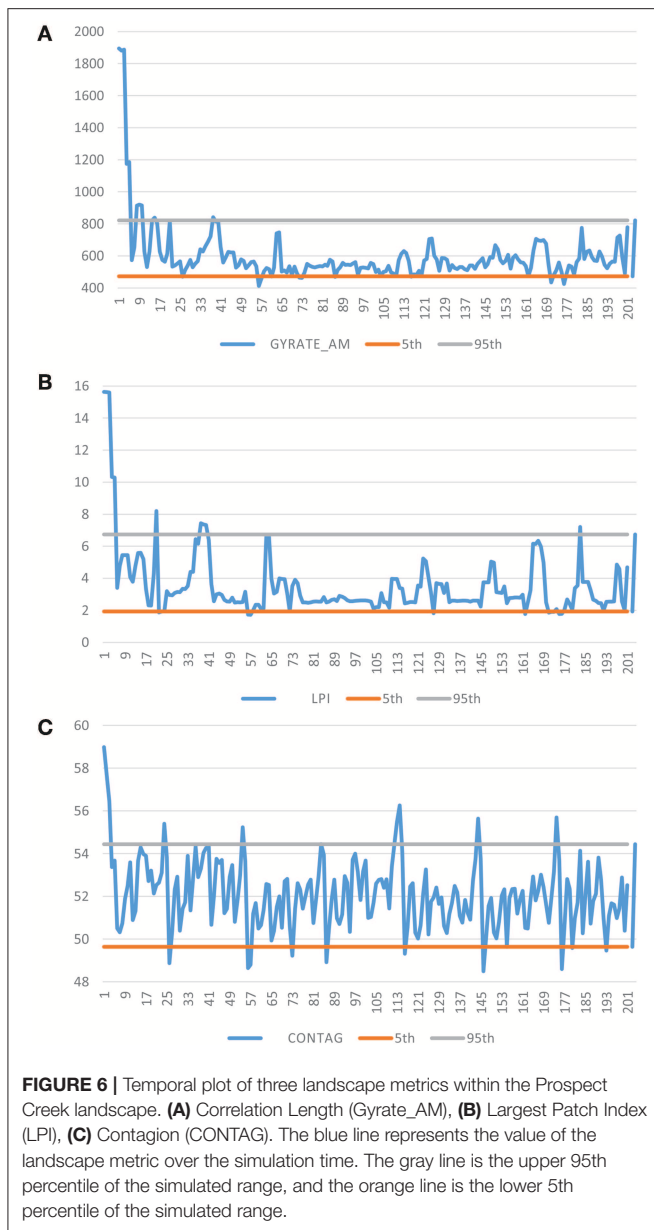 A
2000
1800
1600
1400
1200
1000
800
600
400
1 9 17 25 33 41 49 57 65 73 81 89 97 105 113 121 129 137 145 153 161 169 177 185 193 201
GYRATE_AM 5th 95th
B
16
14
12
10
8
6
4
2
0
1 9 17 25 33 41 49 57 65 73 81 89 97 105 113 121 129 137 145 153 161 169 177 185 193 201
LPI 5th 95th
C
60
58
56
54
52
50
48
1 9 17 25 33 41 49 57 65 73 81 89 97 105 113 121 129 137 145 153 161 169 177 185 193 201
CONTAG 5th 95th
FIGURE 6 | Temporal plot of three landscape metrics within the Prospect
Creek landscape. (A) Correlation Length (Gyrate_AM), (B) Largest Patch Index
(LPI), (C) Contagion (CONTAG). The blue line represents the value of the
landscape metric over the simulation time. The gray line is the upper 95th
percentile of the simulated range, and the orange line is the lower 5th
percentile of the simulated range.